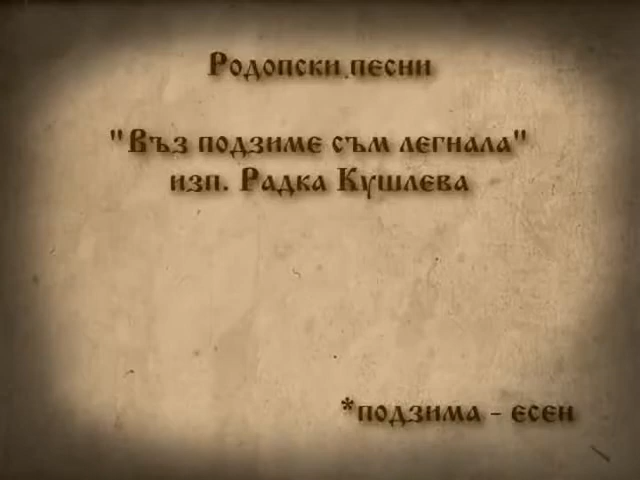 Родопски песни
"Въз подзиме съм легнала"
изп. Радка Кушлева
*подзима - есен